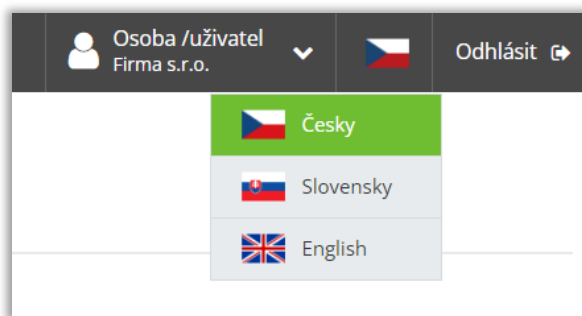 Osoba /uživatel
Firma s.r.o.
Odhlásit
Česky
Slovensky
English